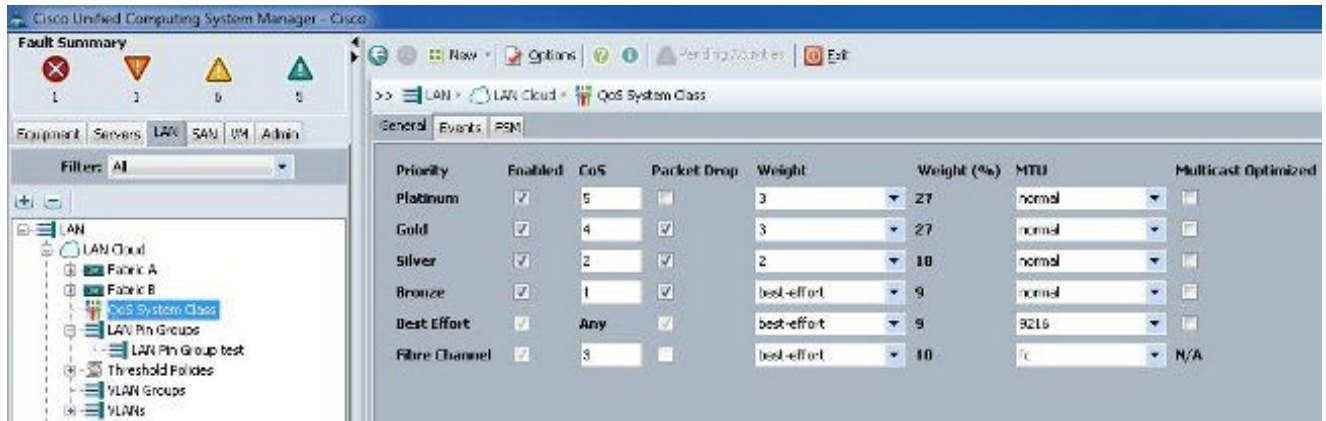 Cisco Unified Computing System Manager - Cisco
Fault Summary
1 3 6 5
New Options Pending Activities Exit
>> LAN LAN Cloud QoS System Class
Equipment Servers LAN SAN VM Admin
General Events FSM
Filter: All
Priority Enabled CoS Packet Drop Weight Weight (%) MTU Multicast Optimized
Platinum 5 3 27 normal
Gold 4 3 27 normal
Silver 2 2 18 normal
Bronze 1 best-effort 9 normal
Best Effort Any best-effort 9 9216
Fibre Channel 3 best-effort 10 fc N/A
LAN
LAN Cloud
Fabric A
Fabric B
QoS System Class
LAN Pin Groups
LAN Pin Group test
Threshold Policies
VLAN Groups
VLANs